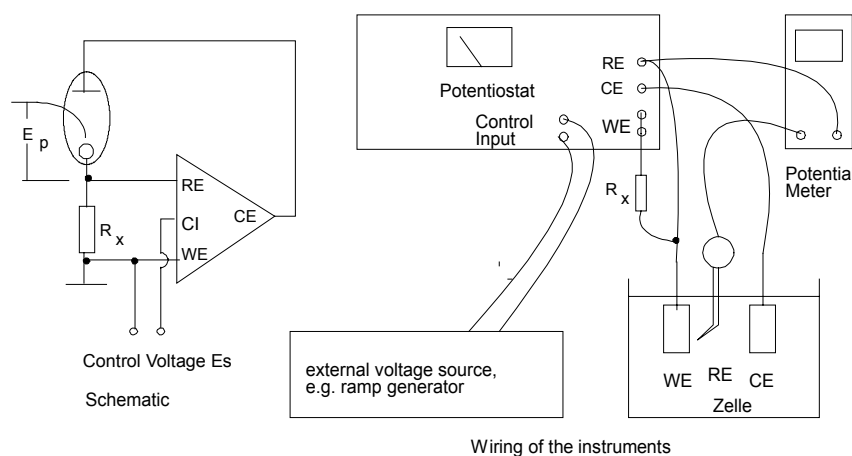 E p
RE
R x
CI
CE
WE
Control Voltage Es
Schematic
Potentiostat
Control
Input
RE
CE
WE
R x
Potentia
Meter
external voltage source,
e.g. ramp generator
WE RE CE
Zelle
Wiring of the instruments